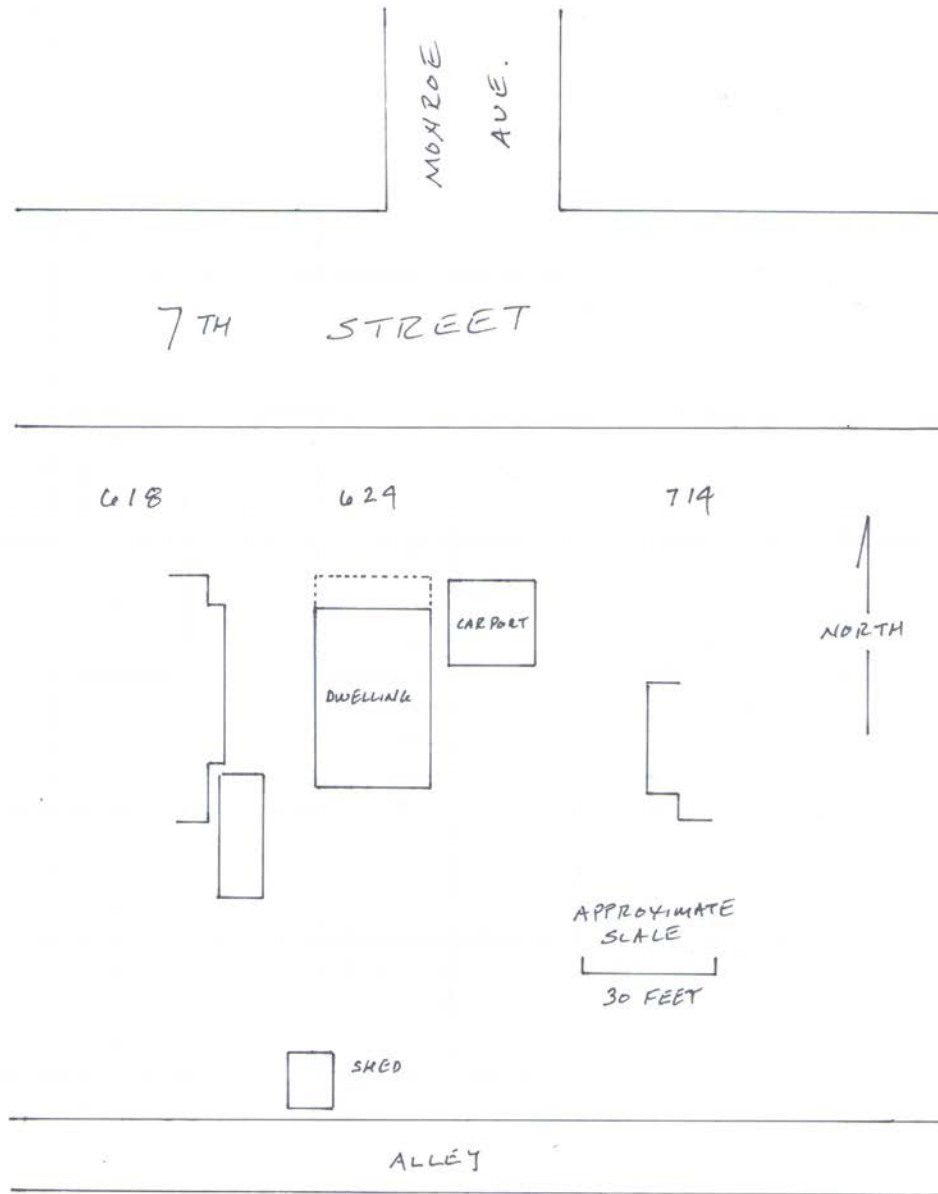 MONROE
AVE.
7TH STREET
618
624
714
CARPORT
NORTH
DWELLING
APPROXIMATE
SCALE
30 FEET
SHED
ALLEY